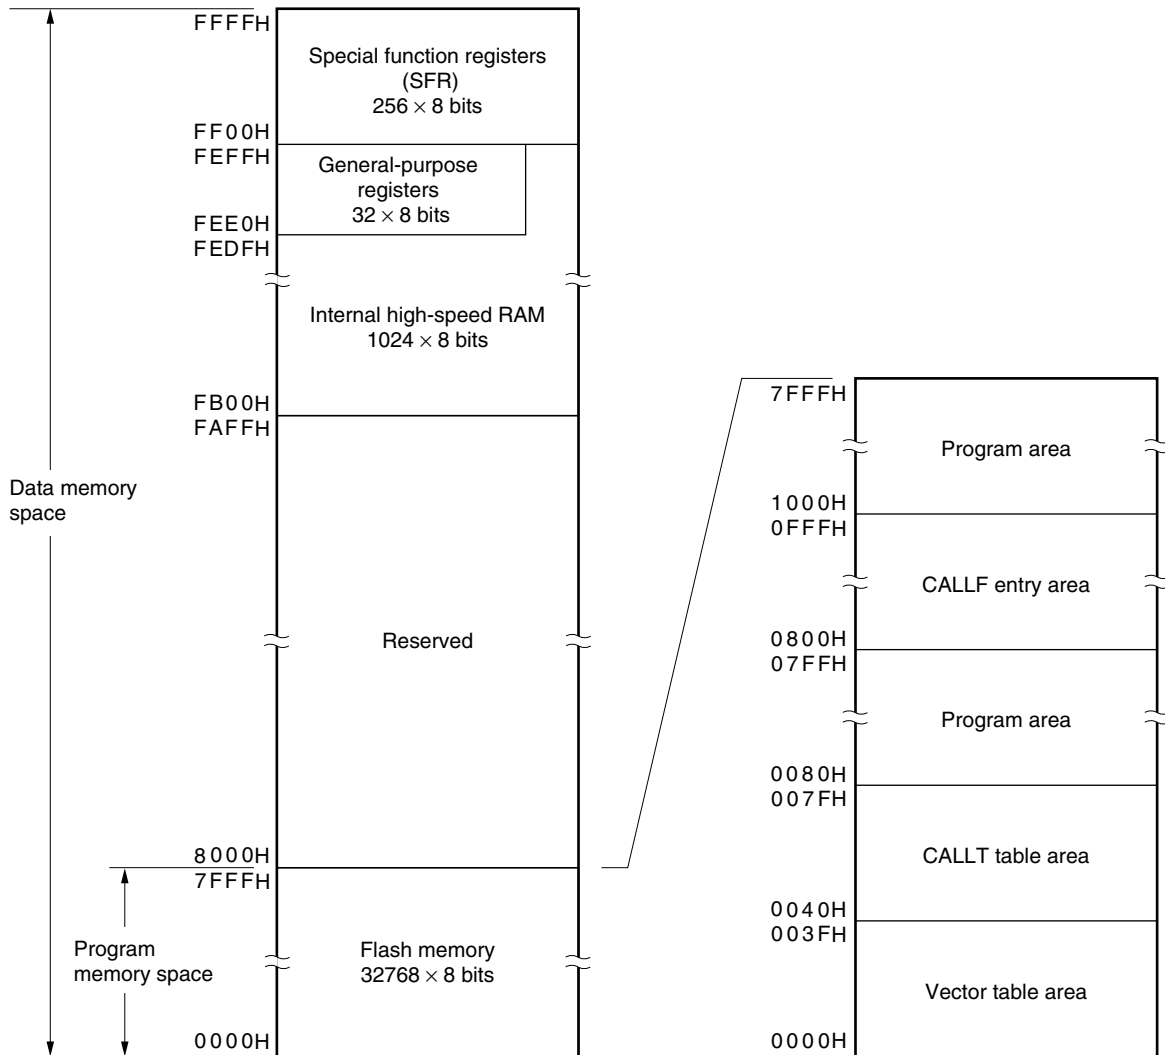 FFFFH
Special function registers
(SFR)
256 × 8 bits
FF00H
FEFFH
General-purpose
registers
32 × 8 bits
FEE0H
FEDFH
Internal high-speed RAM
1024 × 8 bits
FB00H
FAFFH
Data memory
space
Reserved
8000H
7FFFH
Program
memory space
Flash memory
32768 × 8 bits
0000H
7FFFH
Program area
1000H
0FFFH
CALLF entry area
0800H
07FFH
Program area
0080H
007FH
CALLT table area
0040H
003FH
Vector table area
0000H